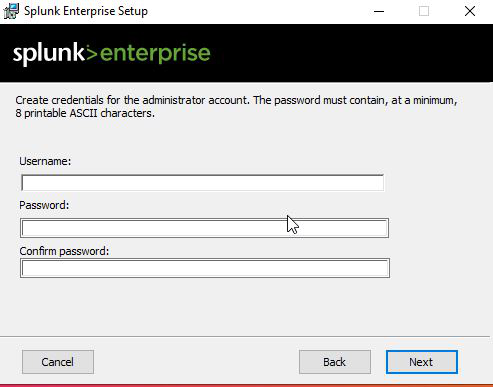 Splunk Enterprise Setup
splunk>enterprise
Create credentials for the administrator account. The password must contain, at a minimum,
8 printable ASCII characters.
Username:
Password:
Confirm password:
Cancel
Back
Next